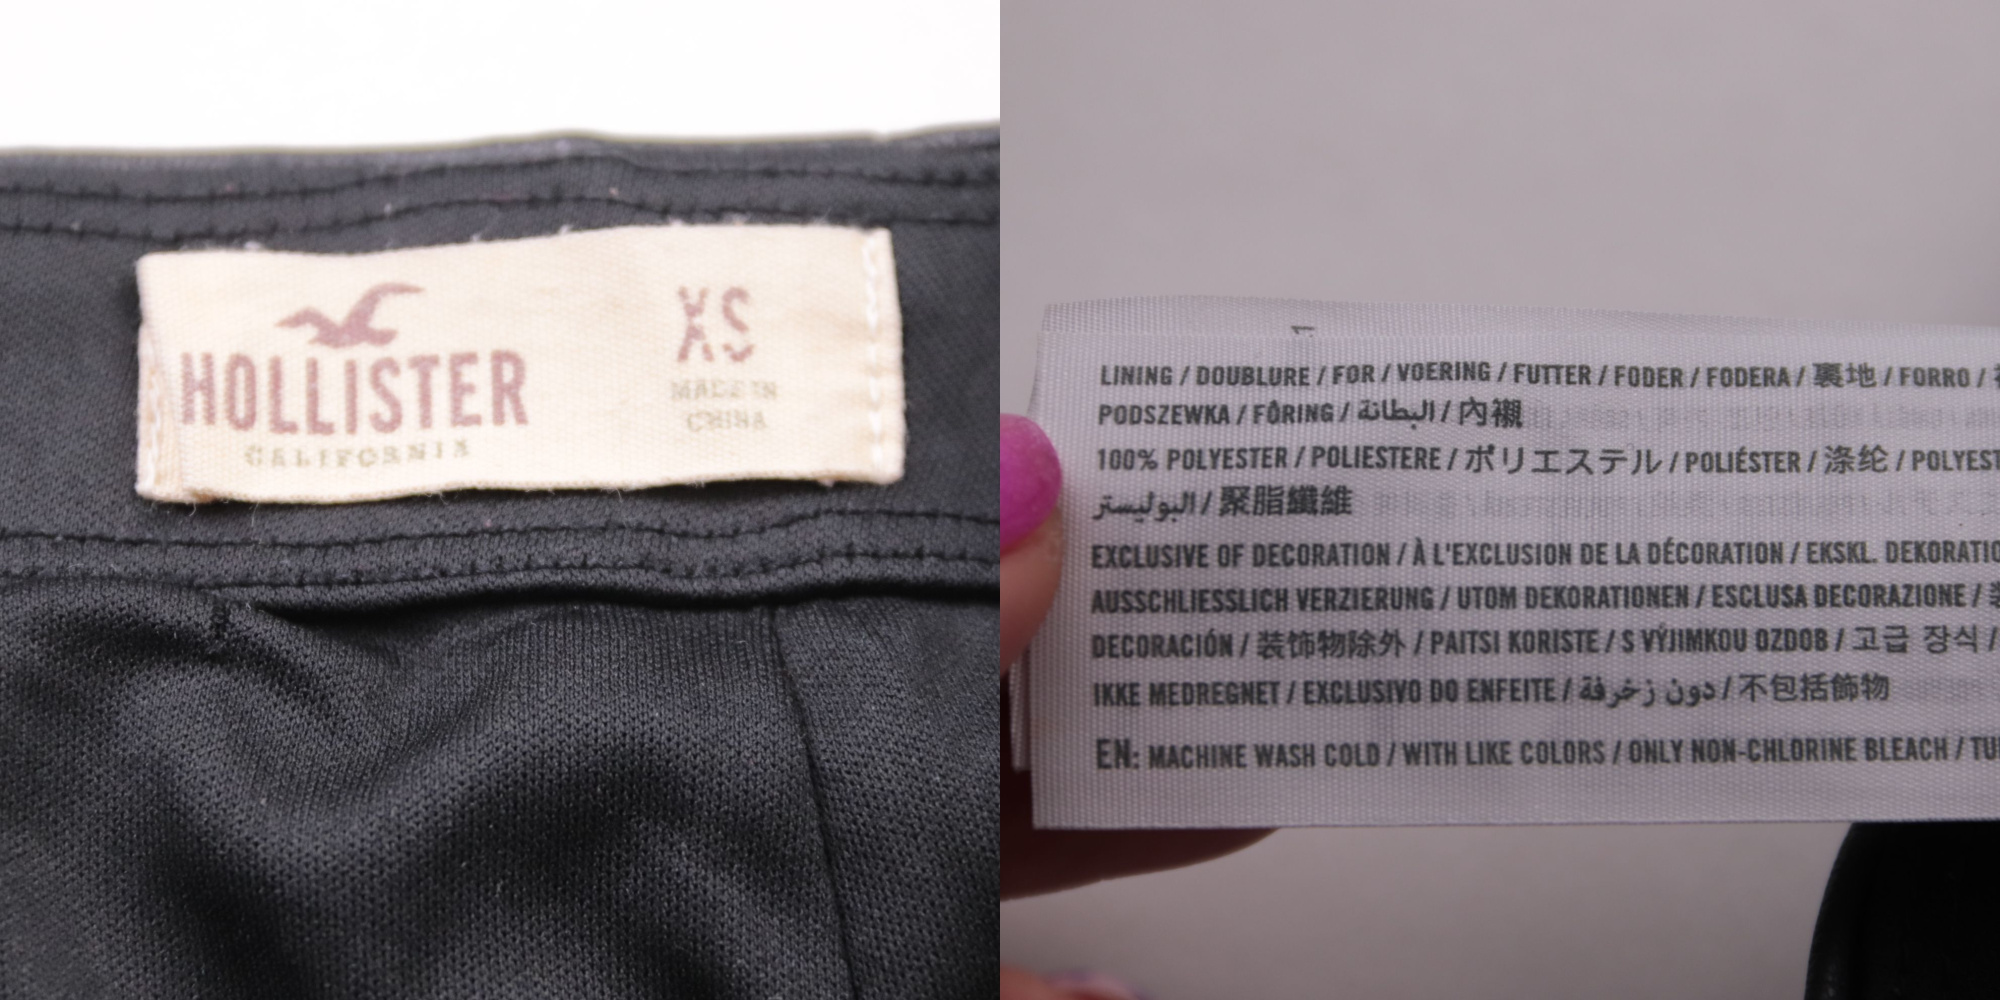 HOLLISTER
CALIFORNIA
XS
MADE IN
CHINA
LINING / DOUBLURE / FOR / VOERING / FUTTER / FODER / FODERA / 裏地 / FORRO /
PODSZEWKA / FÔRING / البطانة / 內襯
100% POLYESTER / POLIESTERE / ポリエステル / POLIÉSTER / 涤纶 / POLYEST
البوليستر / 聚脂纖維
EXCLUSIVE OF DECORATION / À L'EXCLUSION DE LA DÉCORATION / EKSKL. DEKORATIO
AUSSCHLIESSLICH VERZIERUNG / UTOM DEKORATIONEN / ESCLUSA DECORAZIONE /
DECORACIÓN / 装饰物除外 / PAITSI KORISTE / S VÝJIMKOU OZDOB / 고급 장식 /
IKKE MEDREGNET / EXCLUSIVO DO ENFEITE / دون زخرفة / 不包括飾物
EN: MACHINE WASH COLD / WITH LIKE COLORS / ONLY NON-CHLORINE BLEACH / TU